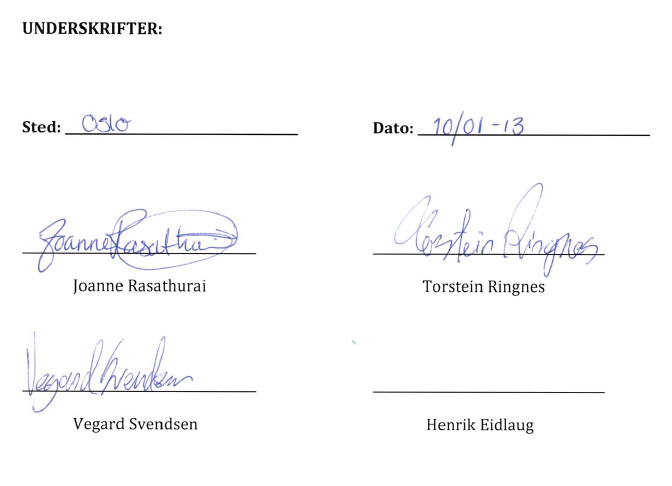 UNDERSKRIFTER:
Sted: Oslo Dato: 10/01-13
Joanne Rasathurai Torstein Ringnes
Joanne Rasathurai Torstein Ringnes
Vegard Svendsen
Vegard Svendsen Henrik Eidlaug